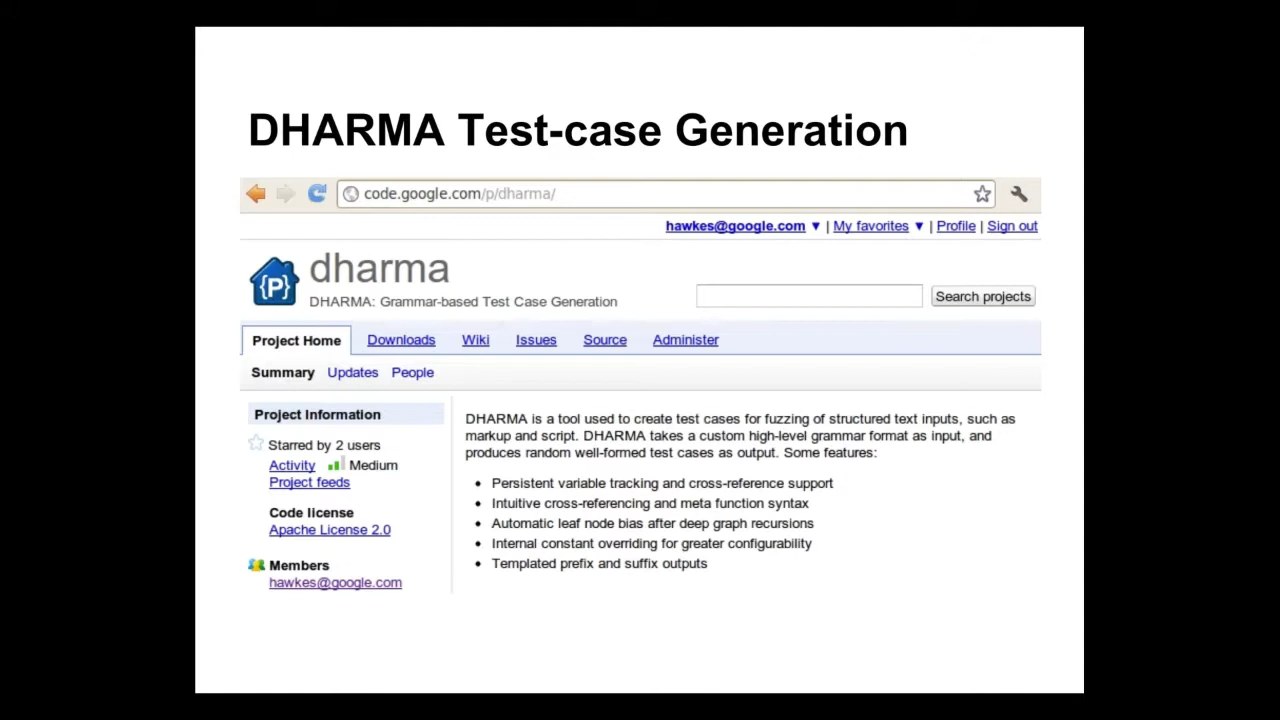 DHARMA Test-case Generation
code.google.com/p/dharma/
hawkes@google.com ▼ | My favorites ▼ | Profile | Sign out
{P}
dharma
DHARMA: Grammar-based Test Case Generation
Search projects
Project Home Downloads Wiki Issues Source Administer
Summary Updates People
Project Information
Starred by 2 users
Activity Medium
Project feeds
Code license
Apache License 2.0
Members
hawkes@google.com
DHARMA is a tool used to create test cases for fuzzing of structured text inputs, such as
markup and script. DHARMA takes a custom high-level grammar format as input, and
produces random well-formed test cases as output. Some features:
• Persistent variable tracking and cross-reference support
• Intuitive cross-referencing and meta function syntax
• Automatic leaf node bias after deep graph recursions
• Internal constant overriding for greater configurability
• Templated prefix and suffix outputs